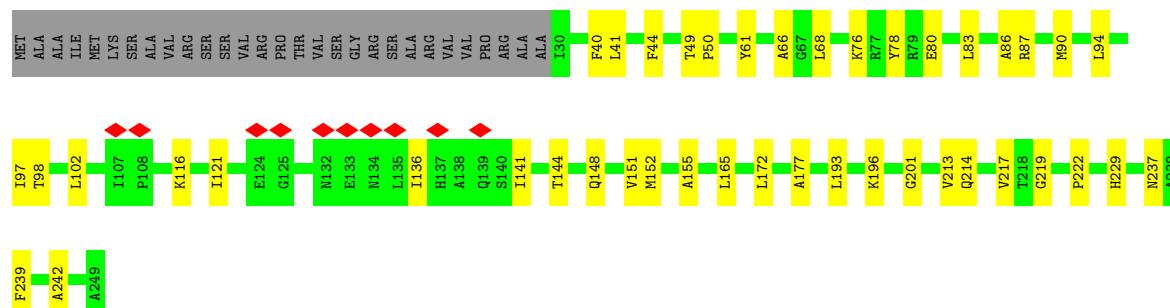 MET ALA ALA ILE MET LYS SER ALA VAL ARG SER SER VAL ARG PRO THR VAL SER GLY ARG SER ALA ARG VAL VAL PRO ARG ALA ALA I30 F40 L41 F44 T49 P50 Y61 A66 G67 L68 K76 R77 Y78 R79 E80 L83 A86 R87 M90 L94
I97 T98 L102 I107 P108 K116 I121 E124 G125 N132 E133 N134 L135 I136 H137 A138 Q139 S140 I141 T144 Q148 V151 M152 A155 L165 L172 A177 L193 K196 G201 V213 Q214 V217 T218 G219 P222 H229 N237 A238
F239 A242 A249